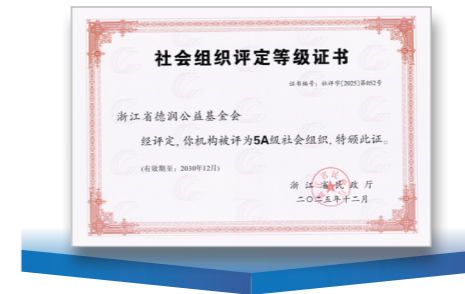 社会组织评定等级证书
证书编号：社评字[2025]第052号
浙江省德润公益基金会
经评定，你机构被评为5A级社会组织，特颁此证。
(有效期至：2030年12月)
浙江省民政厅
二〇二五年十二月